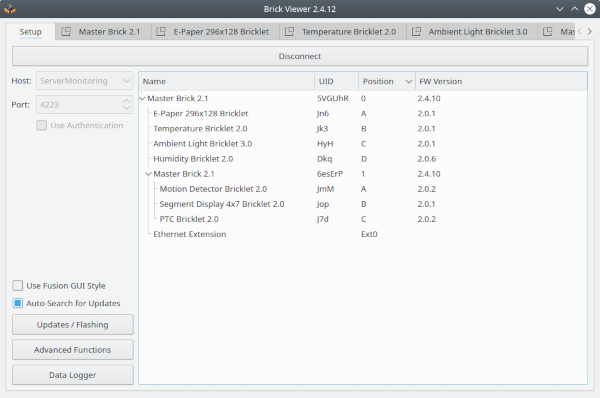 Brick Viewer 2.4.12
Setup Master Brick 2.1 E-Paper 296x128 Bricklet Temperature Bricklet 2.0 Ambient Light Bricklet 3.0 Mas
Disconnect
Host: ServerMonitoring
Port: 4223
Use Authentication
Name UID Position FW Version
Master Brick 2.1 5VGUhR 0 2.4.10
E-Paper 296x128 Bricklet Jn6 A 2.0.1
Temperature Bricklet 2.0 Jk3 B 2.0.1
Ambient Light Bricklet 3.0 HyH C 2.0.1
Humidity Bricklet 2.0 Dkq D 2.0.6
Master Brick 2.1 6esErP 1 2.4.10
Motion Detector Bricklet 2.0 JmM A 2.0.2
Segment Display 4x7 Bricklet 2.0 Jop B 2.0.1
PTC Bricklet 2.0 J7d C 2.0.2
Ethernet Extension Ext0
Use Fusion GUI Style
Auto-Search for Updates
Updates / Flashing
Advanced Functions
Data Logger